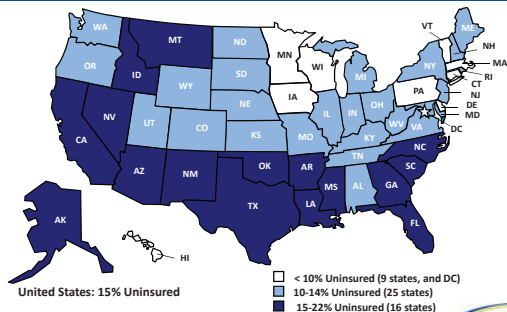 WA
MT
ND
MN
VT
ME
NH
OR
ID
SD
WI
NY
MA
RI
CT
WY
MI
PA
NJ
IA
NE
OH
DE
MD
NV
UT
IL
IN
WV
VA
DC
CO
KS
MO
KY
CA
NC
TN
AZ
NM
OK
AR
SC
MS
AL
GA
TX
LA
AK
FL
HI
< 10% Uninsured (9 states, and DC)
United States: 15% Uninsured
10-14% Uninsured (25 states)
15-22% Uninsured (16 states)